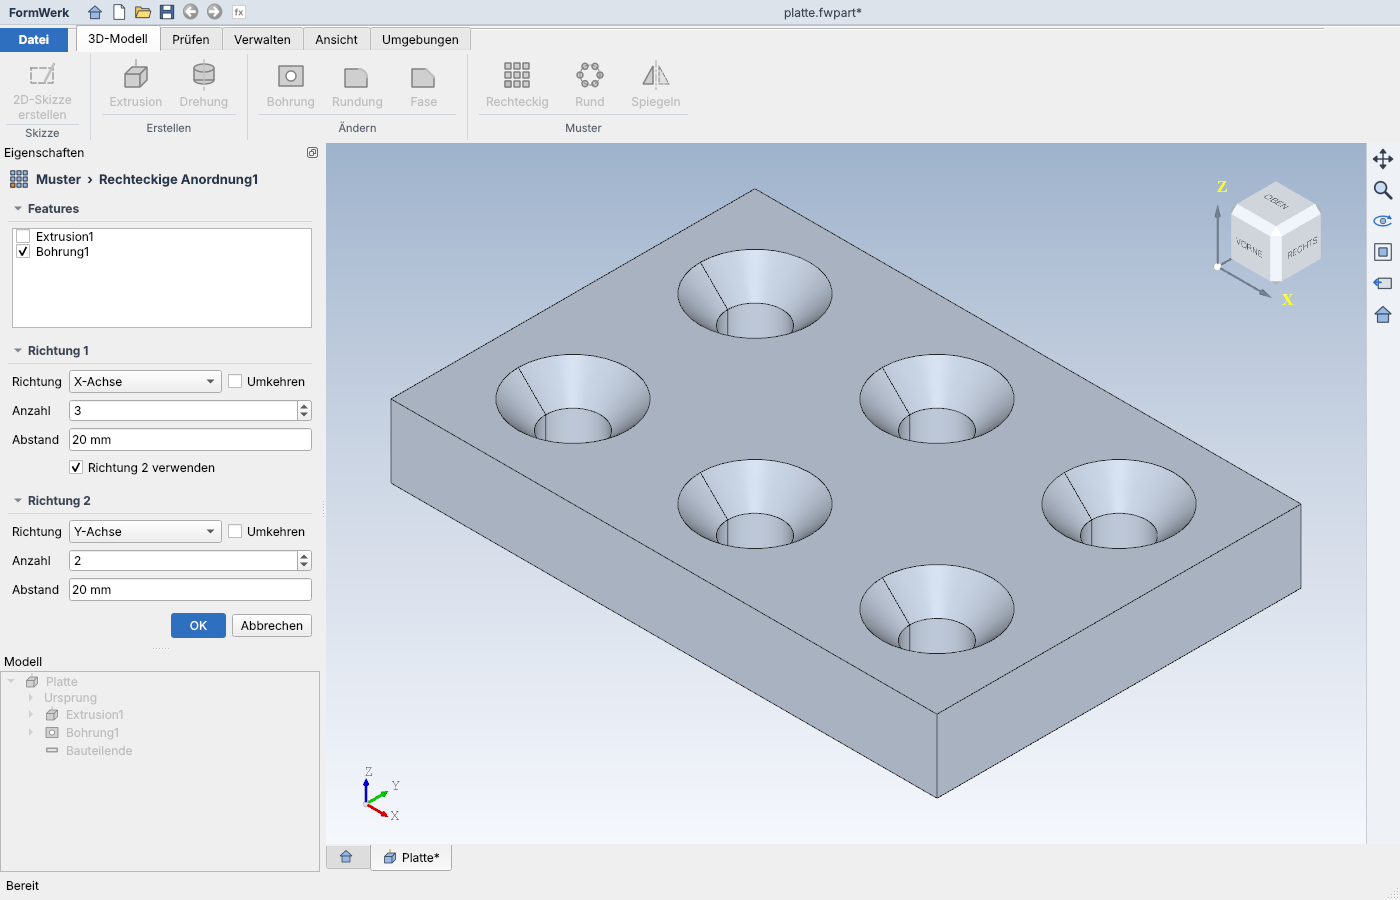 FormWerk
fx
platte.fwpart*
Datei
3D-Modell
Prüfen
Verwalten
Ansicht
Umgebungen
2D-Skizze
erstellen
Extrusion
Drehung
Bohrung
Rundung
Fase
Rechteckig
Rund
Spiegeln
Skizze
Erstellen
Ändern
Muster
Eigenschaften
Muster › Rechteckige Anordnung1
Features
Extrusion1
Bohrung1
Richtung 1
Richtung X-Achse Umkehren
Anzahl 3
Abstand 20 mm
Richtung 2 verwenden
Richtung 2
Richtung Y-Achse Umkehren
Anzahl 2
Abstand 20 mm
OK
Abbrechen
Modell
Platte
Ursprung
Extrusion1
Bohrung1
Bauteilende
Z
OBEN
VORNE
RECHTS
X
Z
Y
X
Platte*
Bereit